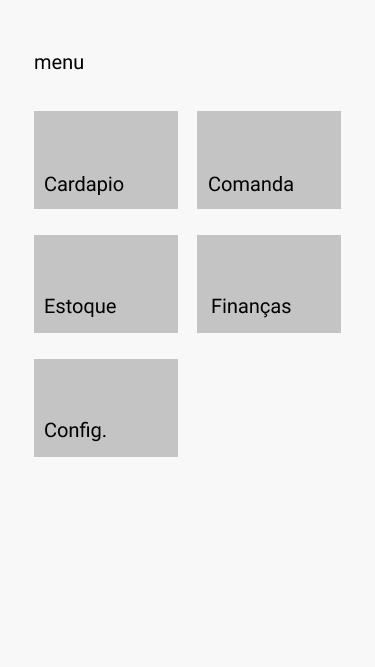 menu
Cardapio
Comanda
Estoque
Finanças
Config.